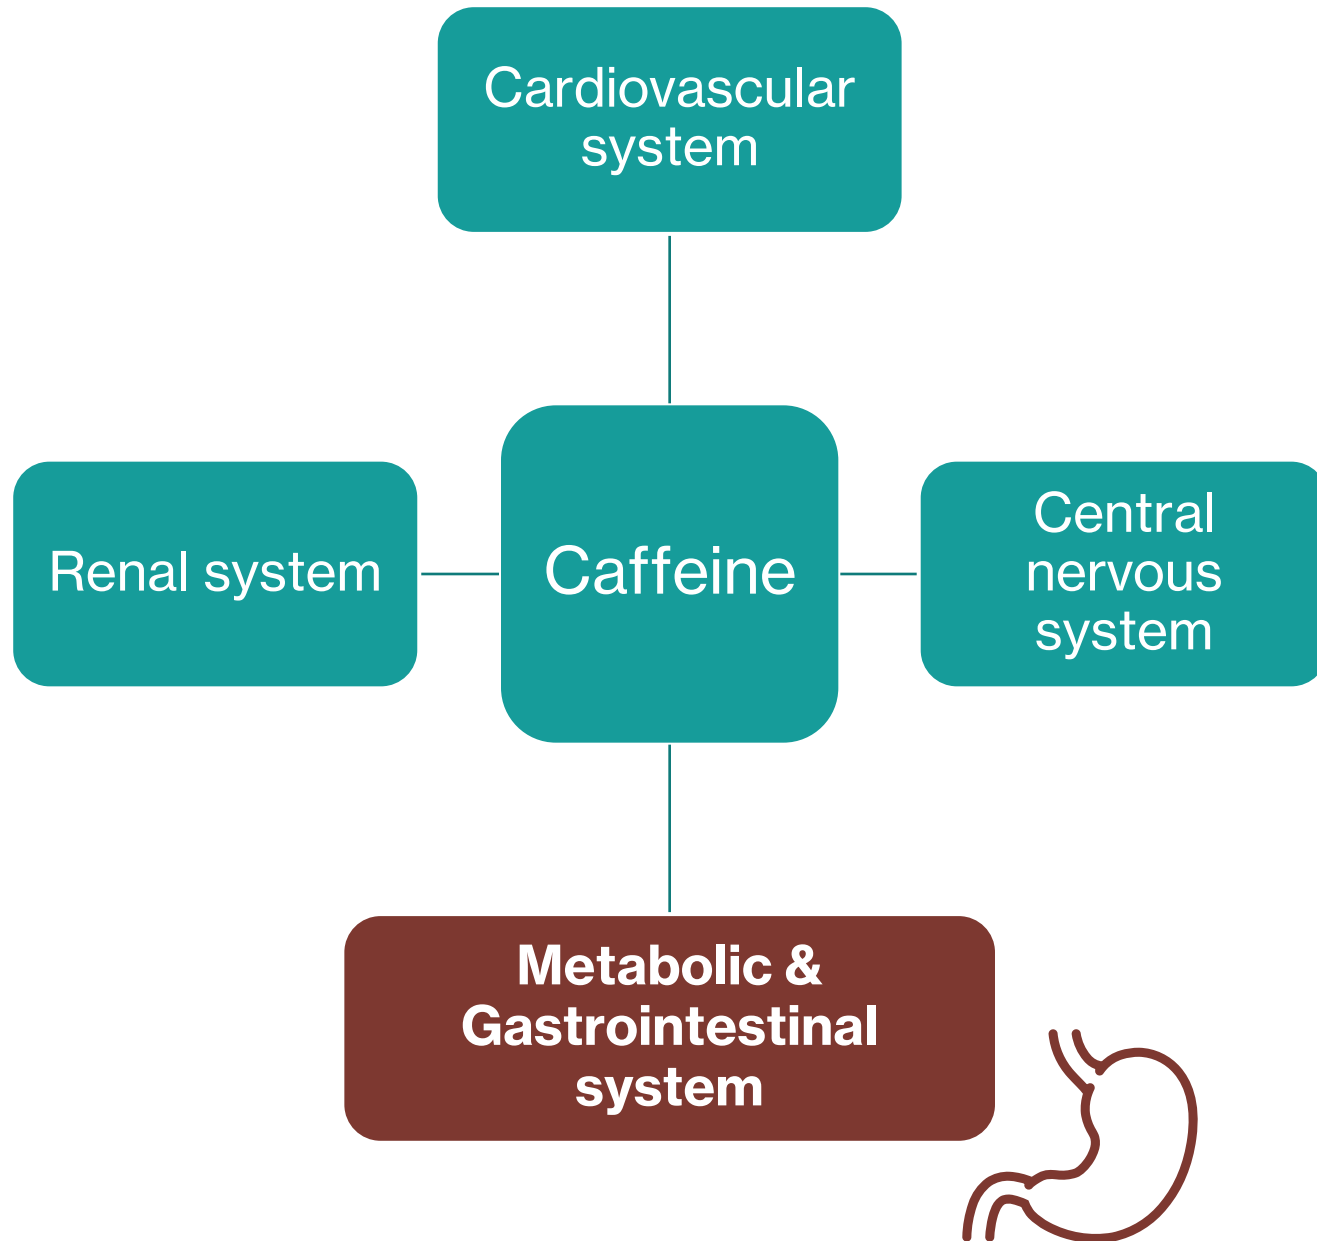 Cardiovascular
system
Renal system
Caffeine
Central
nervous
system
Metabolic &
Gastrointestinal
system